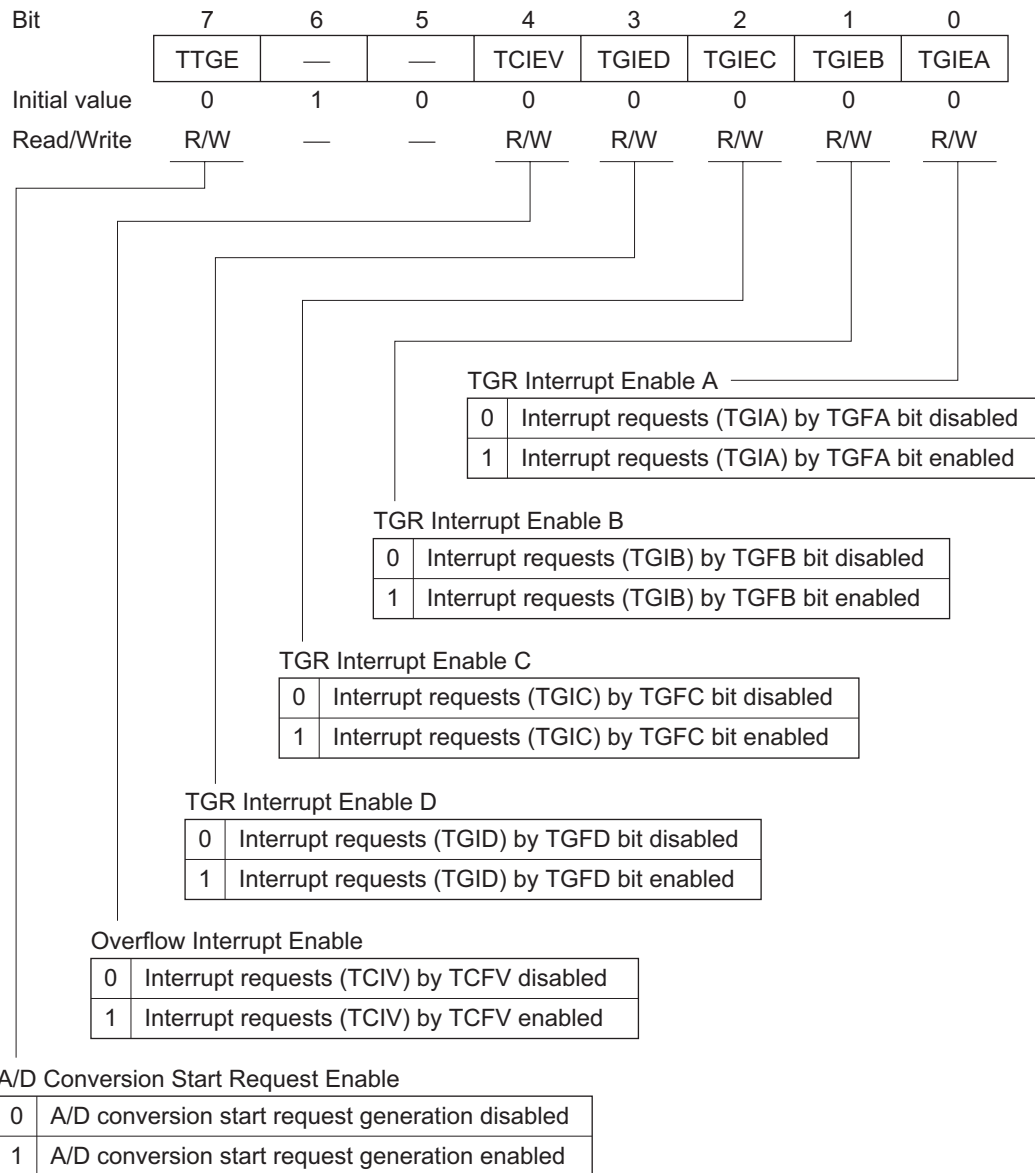 Bit 7 6 5 4 3 2 1 0
TTGE — — TCIEV TGIED TGIEC TGIEB TGIEA
Initial value 0 1 0 0 0 0 0 0
Read/Write R/W — — R/W R/W R/W R/W R/W
TGR Interrupt Enable A
0 Interrupt requests (TGIA) by TGFA bit disabled
1 Interrupt requests (TGIA) by TGFA bit enabled
TGR Interrupt Enable B
0 Interrupt requests (TGIB) by TGFB bit disabled
1 Interrupt requests (TGIB) by TGFB bit enabled
TGR Interrupt Enable C
0 Interrupt requests (TGIC) by TGFC bit disabled
1 Interrupt requests (TGIC) by TGFC bit enabled
TGR Interrupt Enable D
0 Interrupt requests (TGID) by TGFD bit disabled
1 Interrupt requests (TGID) by TGFD bit enabled
Overflow Interrupt Enable
0 Interrupt requests (TCIV) by TCFV disabled
1 Interrupt requests (TCIV) by TCFV enabled
A/D Conversion Start Request Enable
0 A/D conversion start request generation disabled
1 A/D conversion start request generation enabled